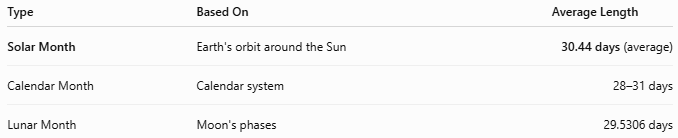 Type Based On Average Length
Solar Month Earth's orbit around the Sun 30.44 days (average)
Calendar Month Calendar system 28–31 days
Lunar Month Moon's phases 29.5306 days